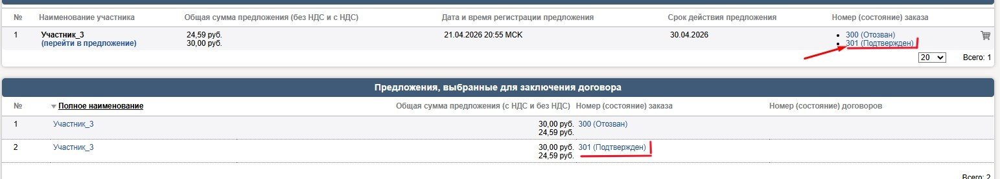 № Наименование участника Общая сумма предложения (без НДС и с НДС) Дата и время регистрации предложения Срок действия предложения Номер (состояние) заказа
1 Участник_3 24,59 руб. 21.04.2026 20:55 МСК 30.04.2026 300 (Отозван)
(перейти в предложение) 30,00 руб. 301 (Подтвержден)
20 Всего: 1
Предложения, выбранные для заключения договора
№ Полное наименование Общая сумма предложения (с НДС и без НДС) Номер (состояние) заказа Номер (состояние) договоров
1 Участник_3 30,00 руб. 300 (Отозван)
24,59 руб.
2 Участник_3 30,00 руб. 301 (Подтвержден)
24,59 руб.
Всего: 2